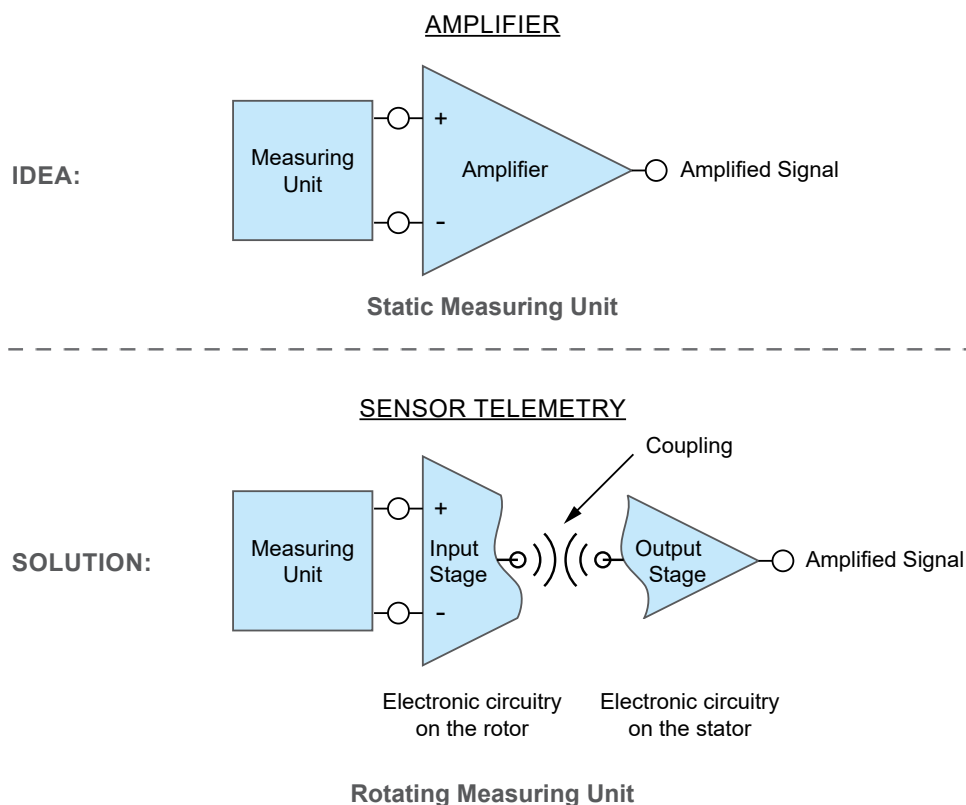 AMPLIFIER
IDEA:
Measuring
Unit
+
-
Amplifier
Amplified Signal
Static Measuring Unit
SENSOR TELEMETRY
Coupling
SOLUTION:
Measuring
Unit
+
-
Input
Stage
Output
Stage
Amplified Signal
Electronic circuitry
on the rotor
Electronic circuitry
on the stator
Rotating Measuring Unit